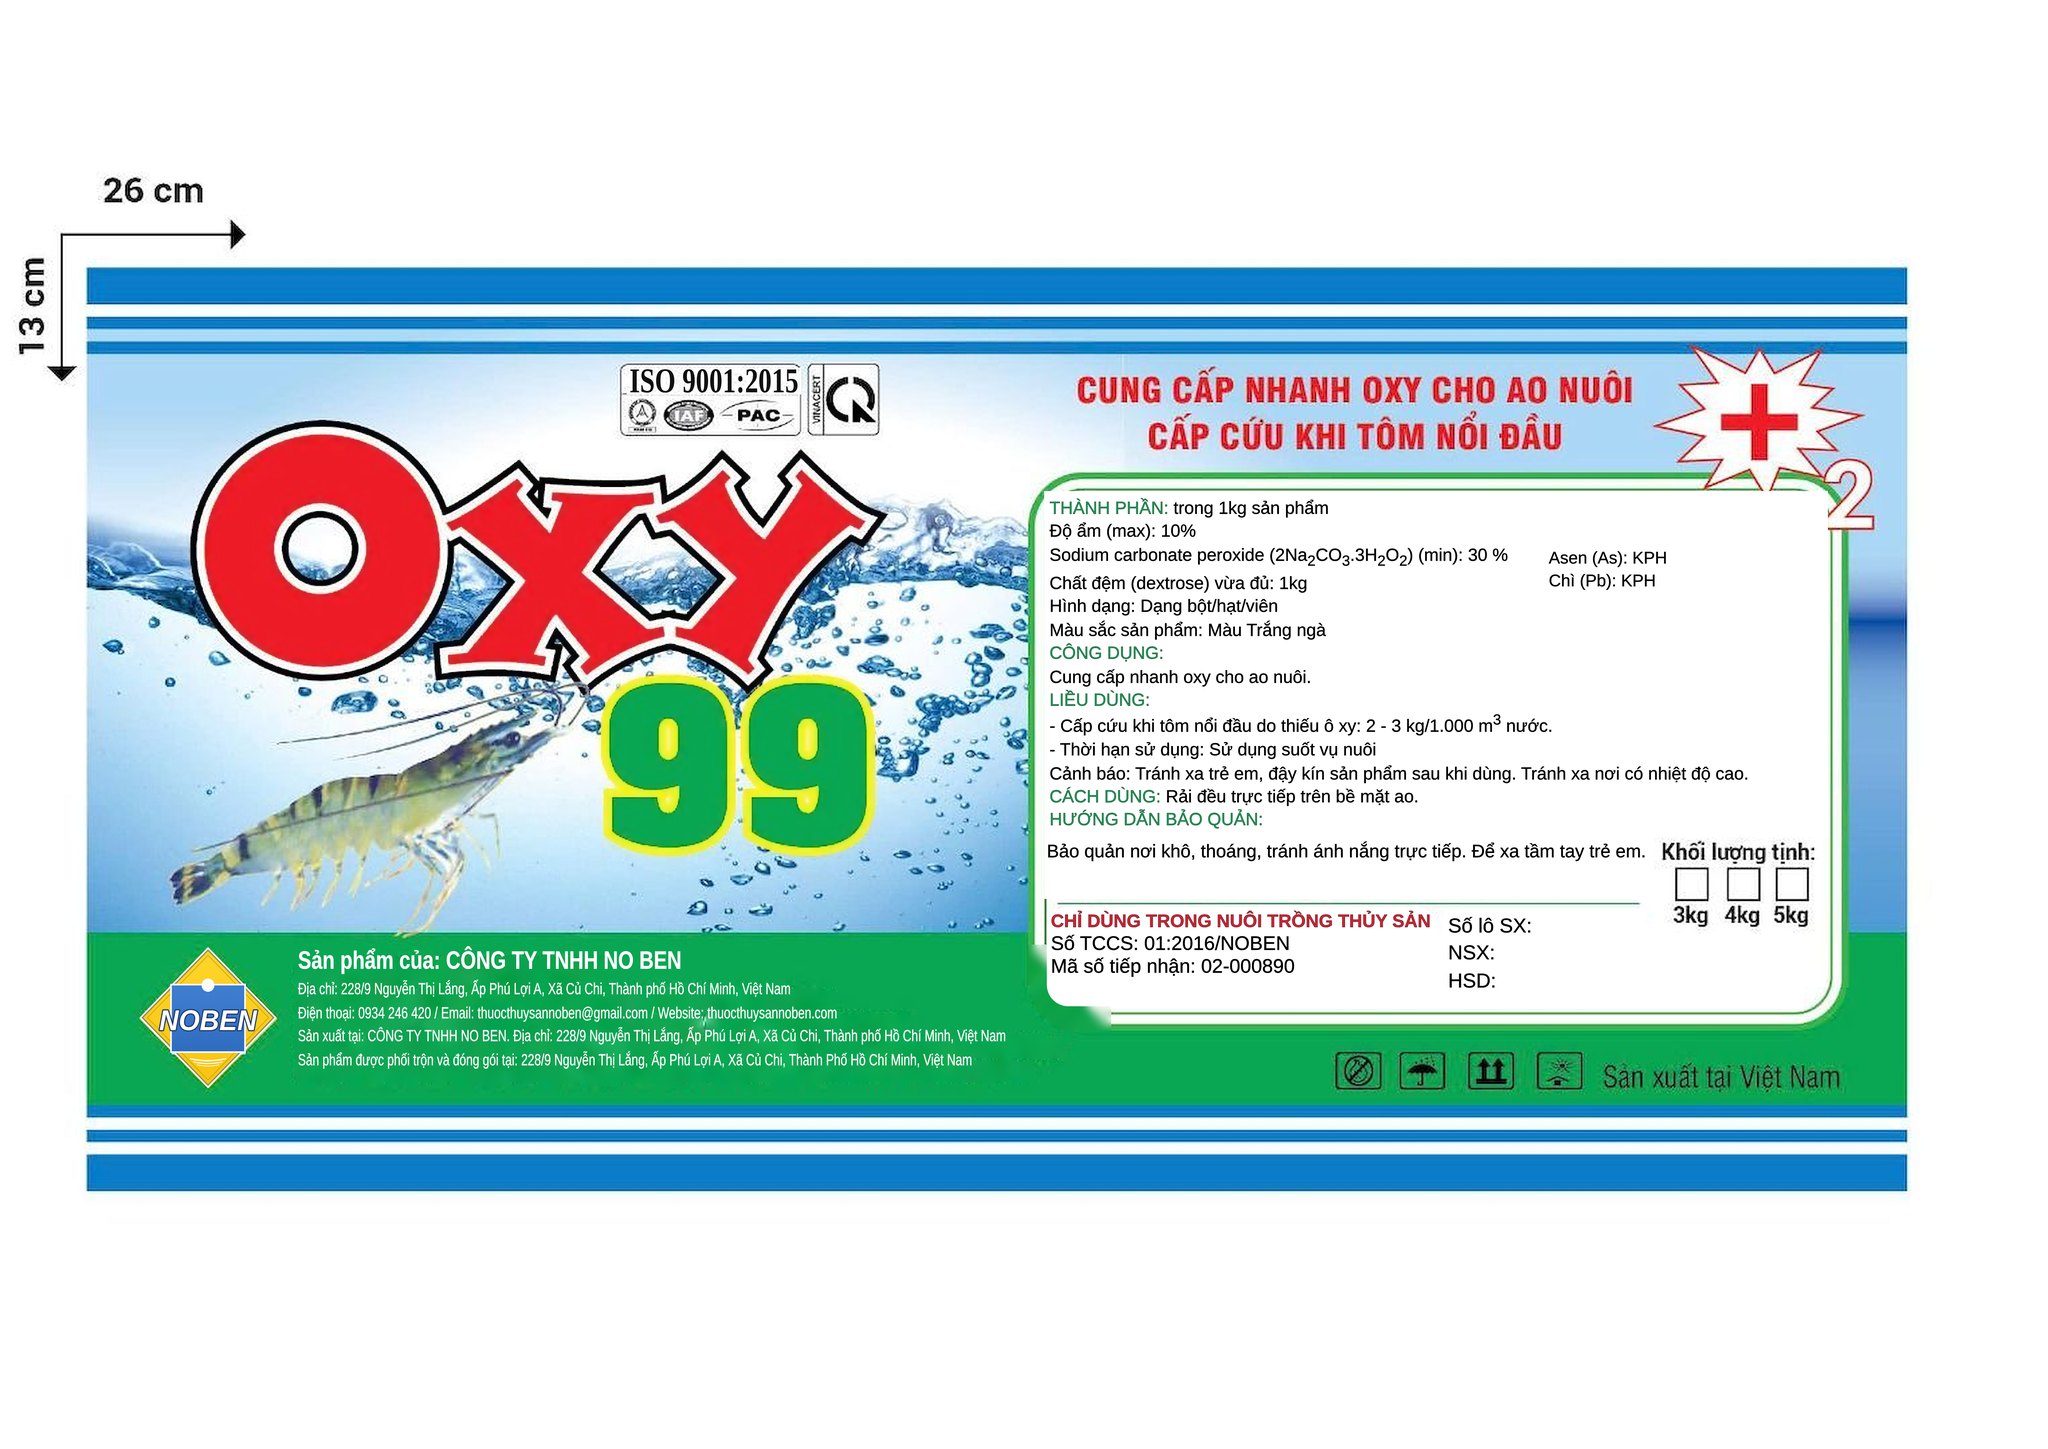 26 cm
13 cm
ISO 9001:2015
IAF
PAC
VINACERT
OXY
99
CUNG CẤP NHANH OXY CHO AO NUÔI
CẤP CỨU KHI TÔM NỔI ĐẦU
2
THÀNH PHẦN: trong 1kg sản phẩm
Độ ẩm (max): 10%
Sodium carbonate peroxide (2Na₂CO₃.3H₂O₂) (min): 30 %
Asen (As): KPH
Chì (Pb): KPH
Chất đệm (dextrose) vừa đủ: 1kg
Hình dạng: Dạng bột/hạt/viên
Màu sắc sản phẩm: Màu Trắng ngà
CÔNG DỤNG:
Cung cấp nhanh oxy cho ao nuôi.
LIỀU DÙNG:
- Cấp cứu khi tôm nổi đầu do thiếu ô xy: 2 - 3 kg/1.000 m³ nước.
- Thời hạn sử dụng: Sử dụng suốt vụ nuôi
Cảnh báo: Tránh xa trẻ em, đậy kín sản phẩm sau khi dùng. Tránh xa nơi có nhiệt độ cao.
CÁCH DÙNG: Rải đều trực tiếp trên bề mặt ao.
HƯỚNG DẪN BẢO QUẢN:
Bảo quản nơi khô, thoáng, tránh ánh nắng trực tiếp. Để xa tầm tay trẻ em.
Khối lượng tịnh:
3kg 4kg 5kg
CHỈ DÙNG TRONG NUÔI TRỒNG THỦY SẢN
Số TCCS: 01:2016/NOBEN
Mã số tiếp nhận: 02-000890
Số lô SX:
NSX:
HSD:
NOBEN
Sản phẩm của: CÔNG TY TNHH NO BEN
Địa chỉ: 228/9 Nguyễn Thị Lắng, Ấp Phú Lợi A, Xã Củ Chi, Thành phố Hồ Chí Minh, Việt Nam
Điện thoại: 0934 246 420 / Email: thuocthuysannoben@gmail.com / Website: thuocthuysannoben.com
Sản xuất tại: CÔNG TY TNHH NO BEN. Địa chỉ: 228/9 Nguyễn Thị Lắng, Ấp Phú Lợi A, Xã Củ Chi, Thành phố Hồ Chí Minh, Việt Nam
Sản phẩm được phối trộn và đóng gói tại: 228/9 Nguyễn Thị Lắng, Ấp Phú Lợi A, Xã Củ Chi, Thành Phố Hồ Chí Minh, Việt Nam
Sản xuất tại Việt Nam